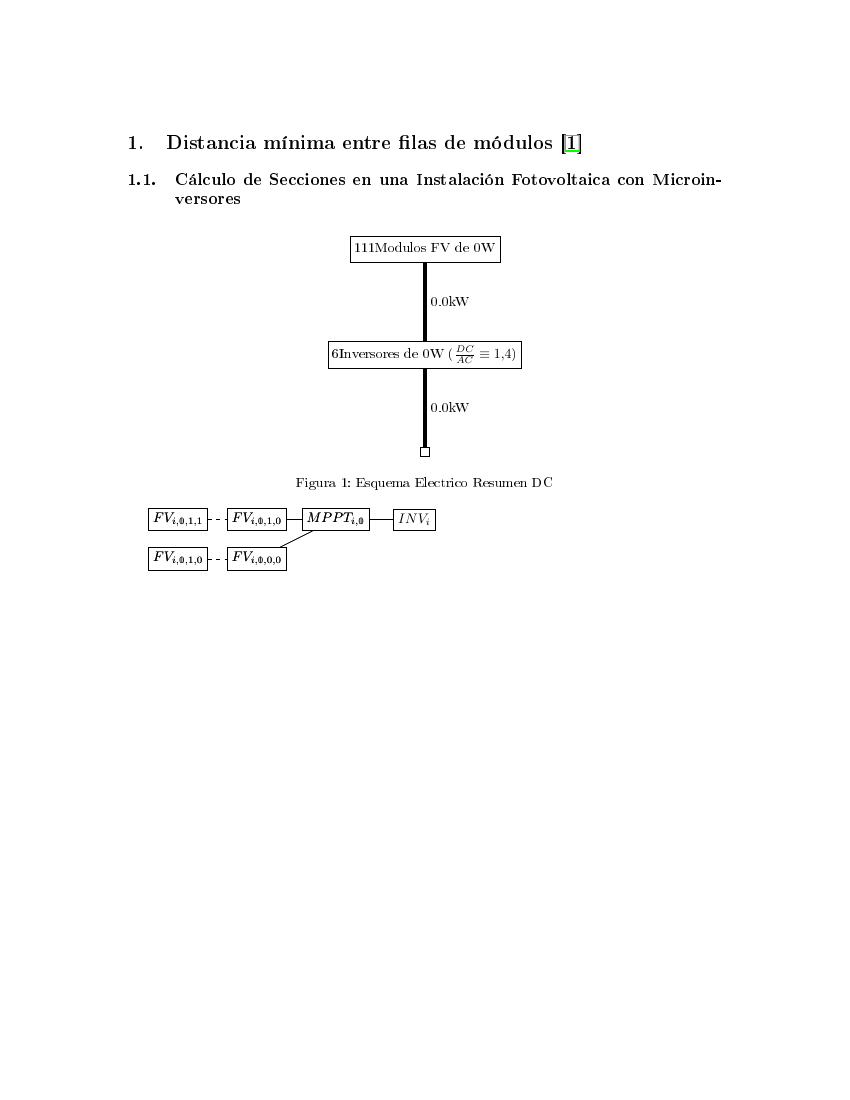 1. Distancia mínima entre filas de módulos [1]
1.1. Cálculo de Secciones en una Instalación Fotovoltaica con Microin-
versores
111Modulos FV de 0W
0.0kW
6Inversores de 0W ( DC/AC ≡ 1,4)
0.0kW
Figura 1: Esquema Electrico Resumen DC
FV_{i,0,1,1} FV_{i,0,1,0} MPPT_{i,0} INV_i
FV_{i,0,1,0} FV_{i,0,0,0}